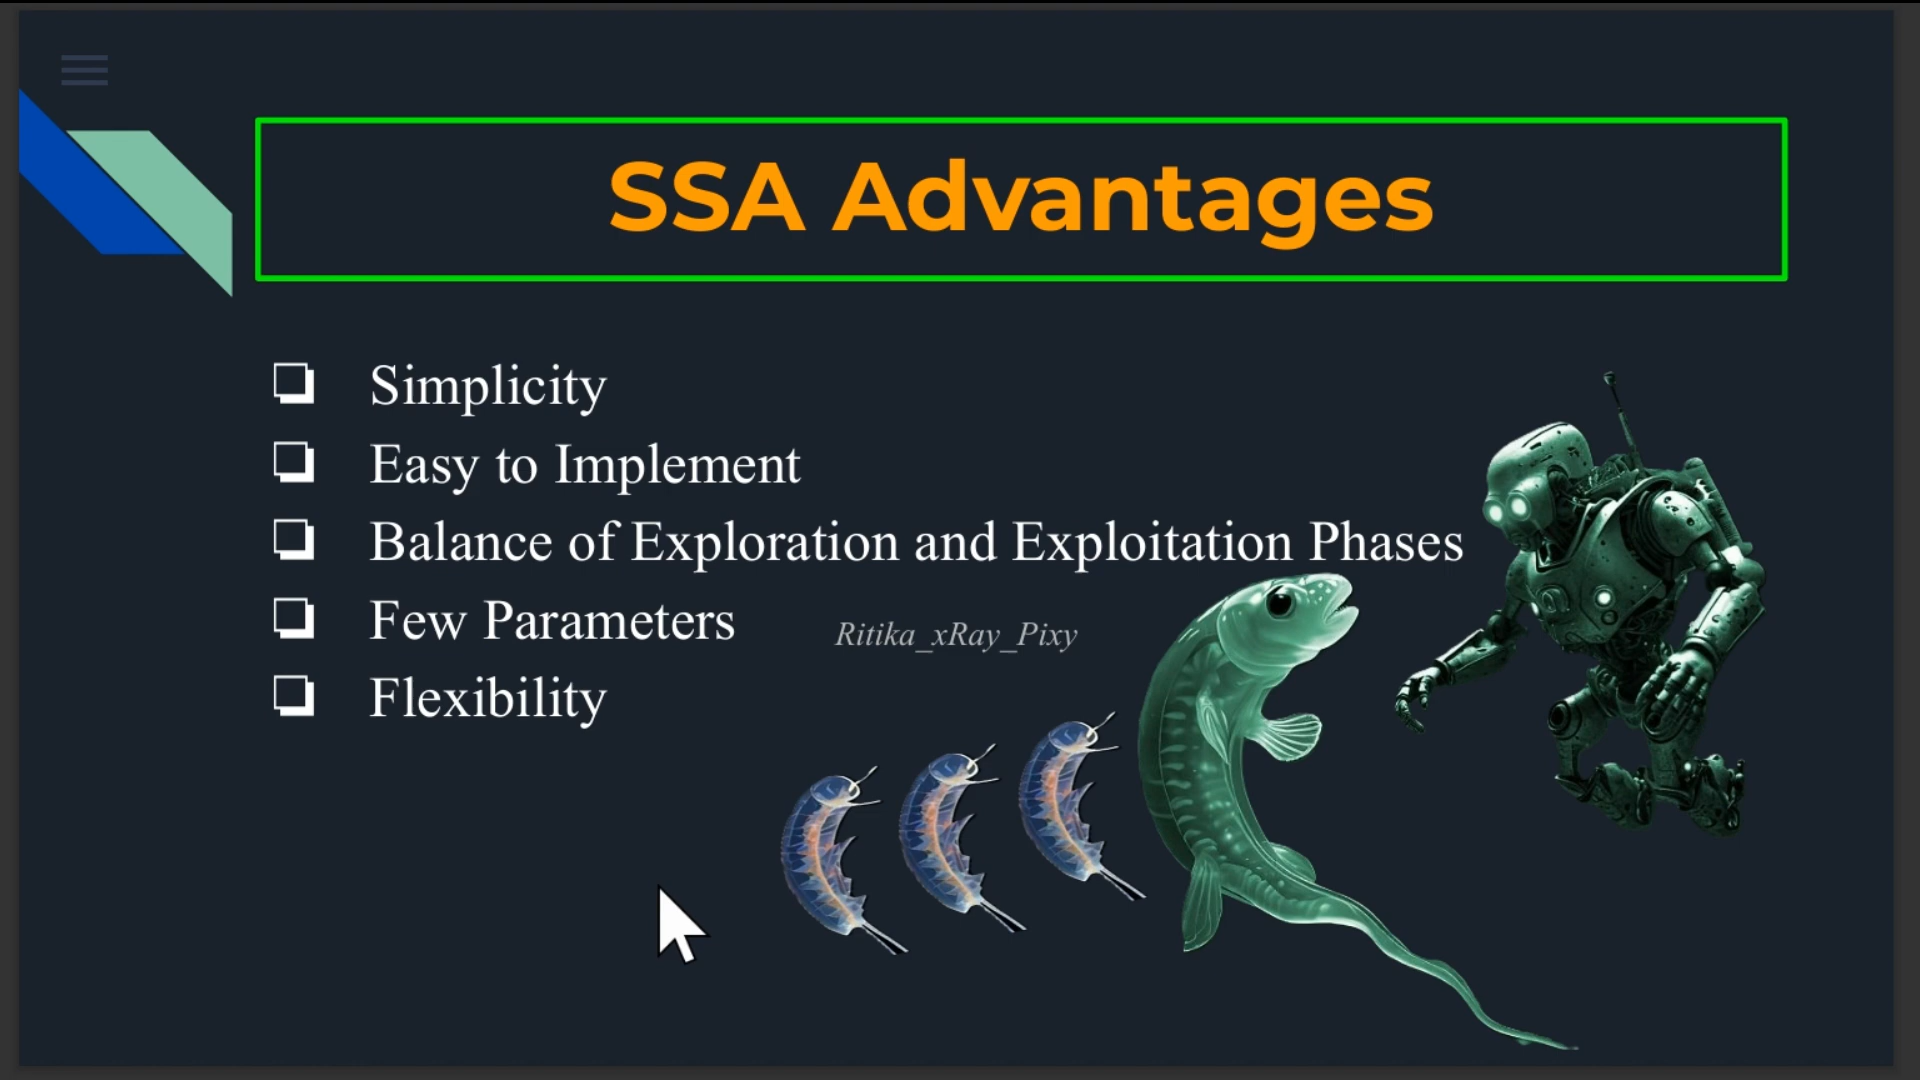 SSA Advantages
Simplicity
Easy to Implement
Balance of Exploration and Exploitation Phases
Few Parameters
Ritika_xRay_Pixy
Flexibility